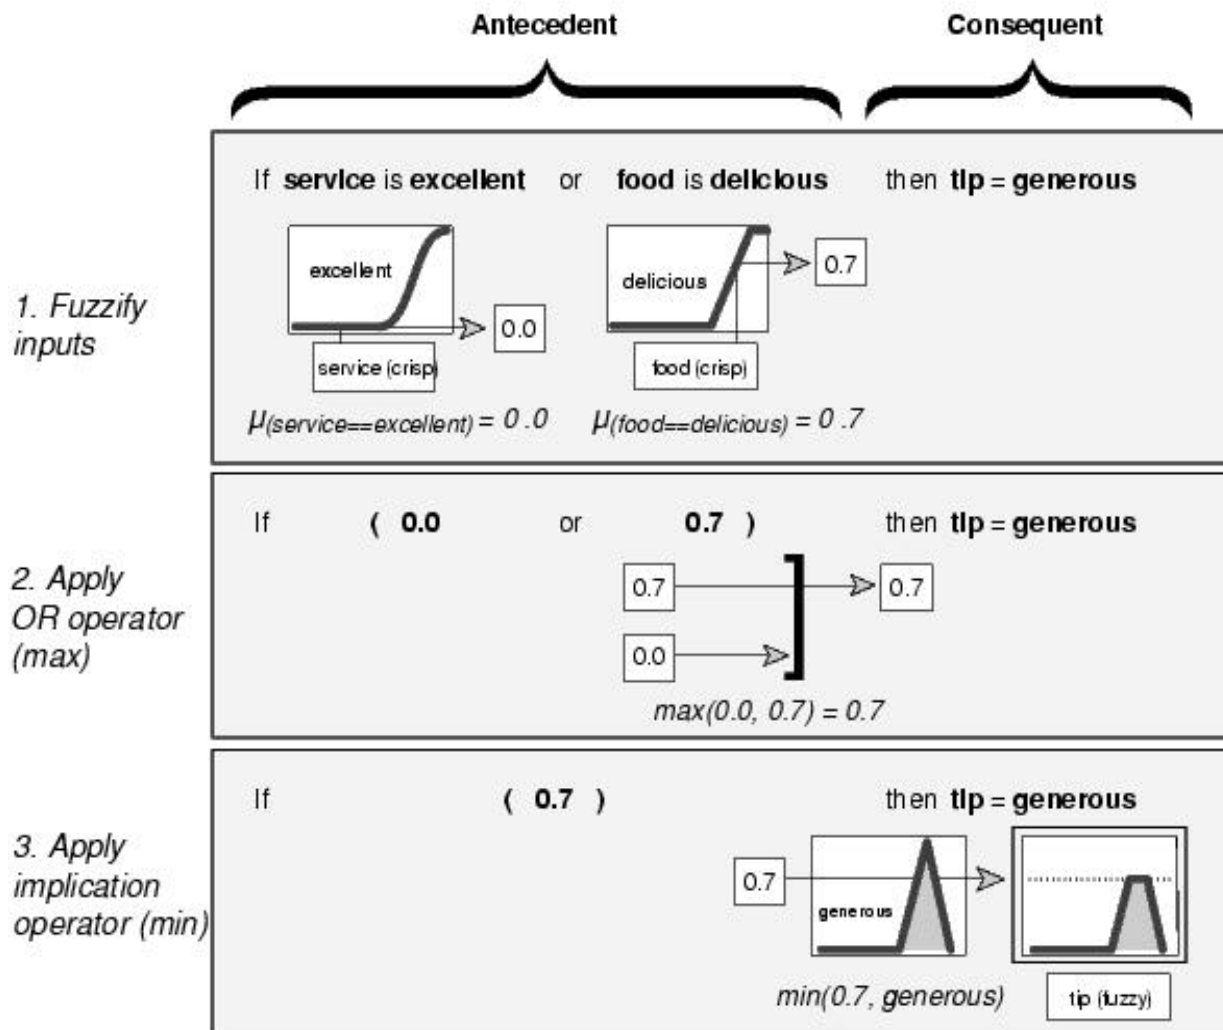 Antecedent Consequent
If service is excellent or food is delicious then tip = generous
excellent
delicious
0.7
0.0
service (crisp)
food (crisp)
1. Fuzzify
inputs
μ(service==excellent) = 0.0 μ(food==delicious) = 0.7
If ( 0.0 or 0.7 ) then tip = generous
0.7
0.7
0.0
max(0.0, 0.7) = 0.7
2. Apply
OR operator
(max)
If ( 0.7 ) then tip = generous
0.7
generous
min(0.7, generous)
tip (fuzzy)
3. Apply
implication
operator (min)